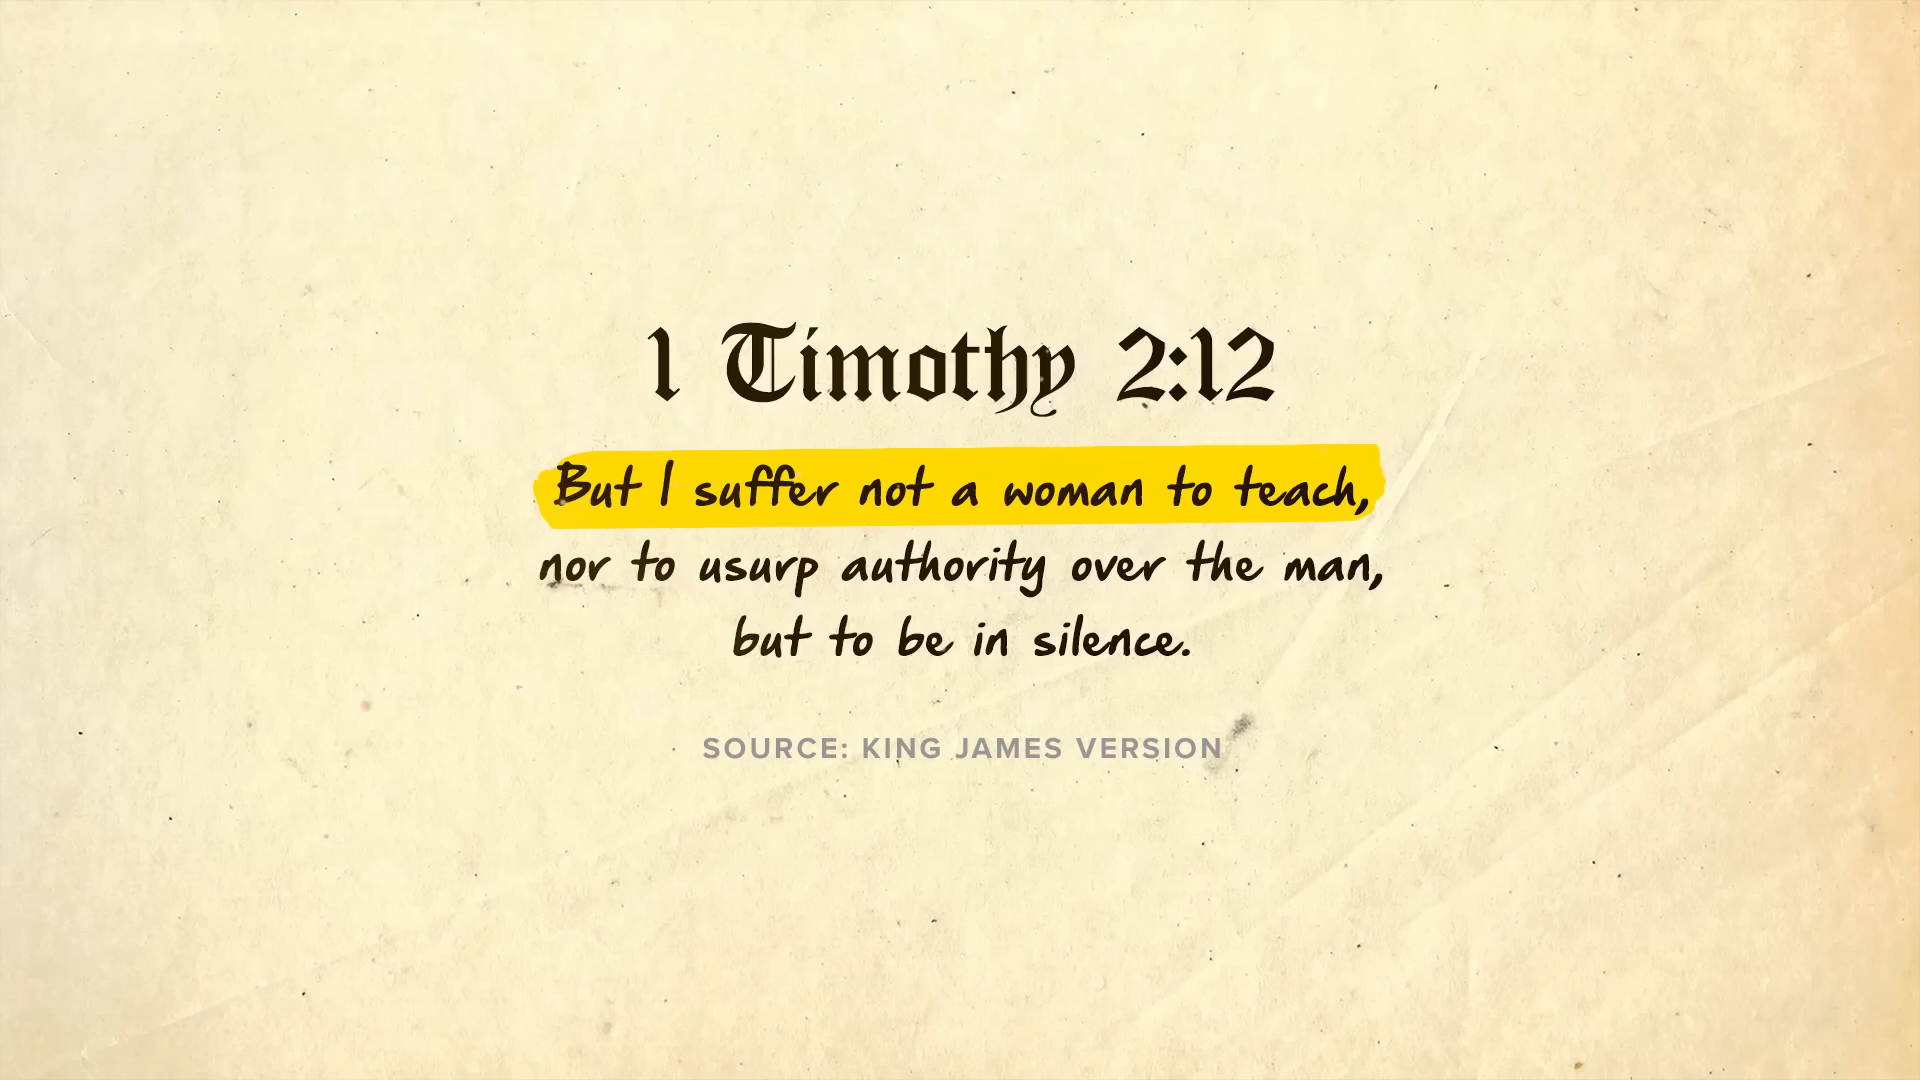 1 Timothy 2:12
But I suffer not a woman to teach,
nor to usurp authority over the man,
but to be in silence.
SOURCE: KING JAMES VERSION